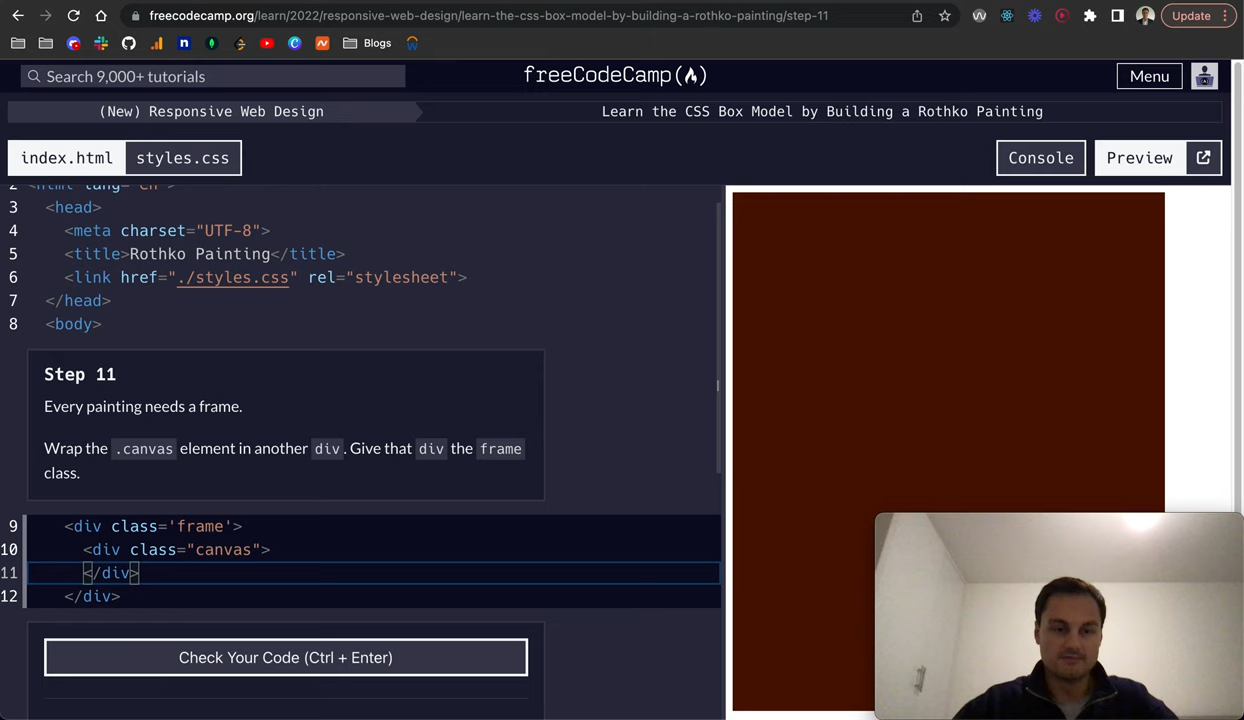 freecodecamp.org/learn/2022/responsive-web-design/learn-the-css-box-model-by-building-a-rothko-painting/step-11
Update
Blogs
Search 9,000+ tutorials
freeCodeCamp
Menu
(New) Responsive Web Design
Learn the CSS Box Model by Building a Rothko Painting
index.html
styles.css
Console
Preview
2 <html lang="en">
3 <head>
4 <meta charset="UTF-8">
5 <title>Rothko Painting</title>
6 <link href="./styles.css" rel="stylesheet">
7 </head>
8 <body>
Step 11
Every painting needs a frame.
Wrap the .canvas element in another div. Give that div the frame
class.
9 <div class='frame'>
10 <div class="canvas">
11 </div>
12 </div>
Check Your Code (Ctrl + Enter)